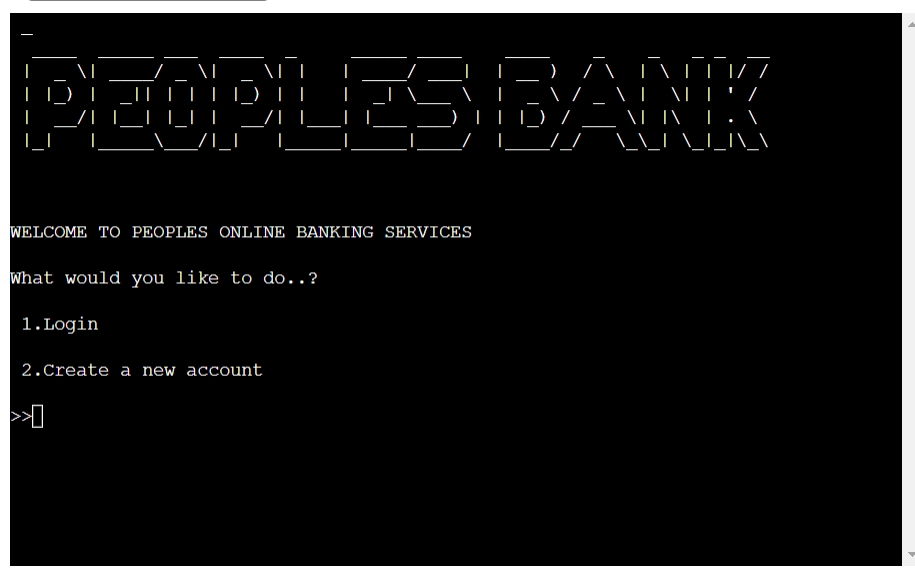 PEOPLES BANK
WELCOME TO PEOPLES ONLINE BANKING SERVICES
What would you like to do..?
1.Login
2.Create a new account
>>